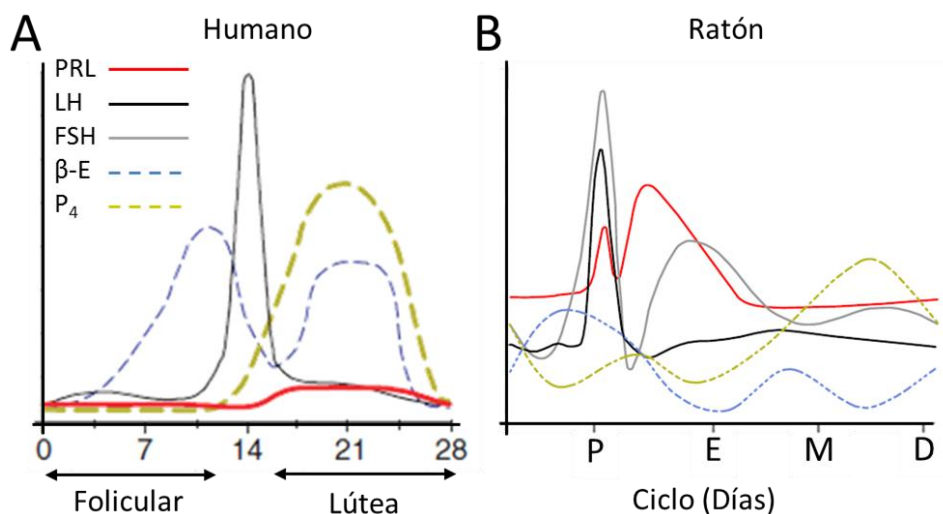 A
Humano
PRL
LH
FSH
β-E
P₄
0 7 14 21 28
Folicular Lútea
B
Ratón
P E M D
Ciclo (Días)